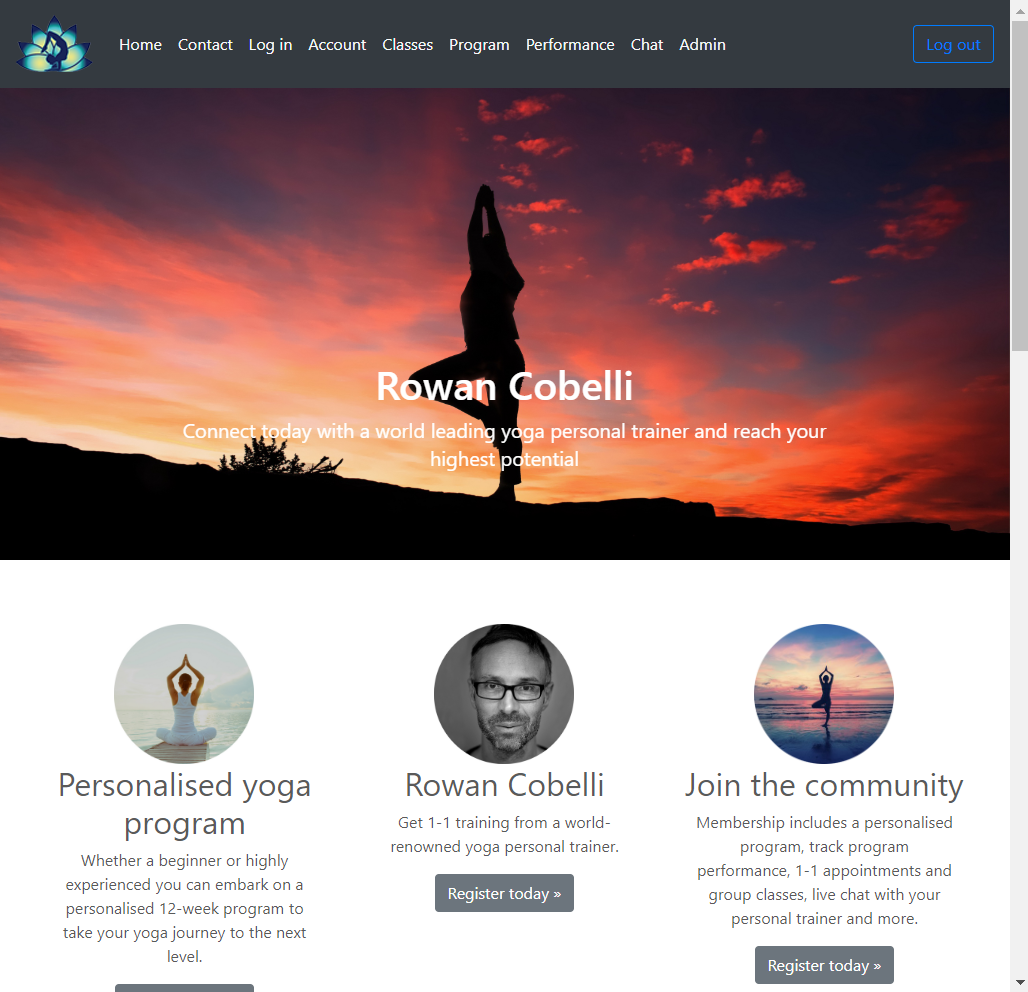 Home Contact Log in Account Classes Program Performance Chat Admin Log out
Rowan Cobelli
Connect today with a world leading yoga personal trainer and reach your
highest potential
Personalised yoga
program
Whether a beginner or highly
experienced you can embark on a
personalised 12-week program to
take your yoga journey to the next
level.
Rowan Cobelli
Get 1-1 training from a world-
renowned yoga personal trainer.
Register today »
Join the community
Membership includes a personalised
program, track program
performance, 1-1 appointments and
group classes, live chat with your
personal trainer and more.
Register today »